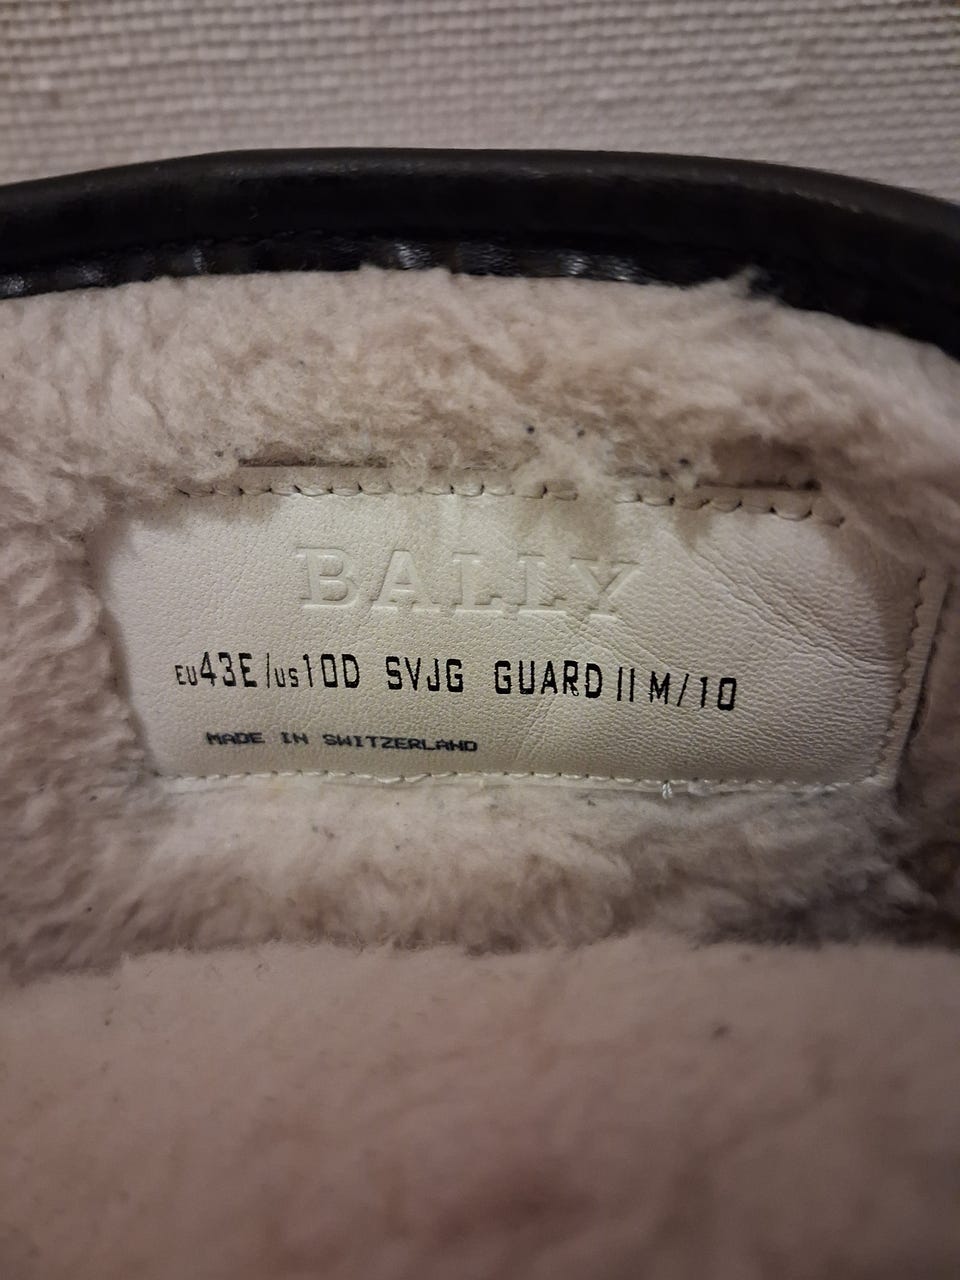 BALLY
EU43E/US10D SVJG GUARD II M/10
MADE IN SWITZERLAND